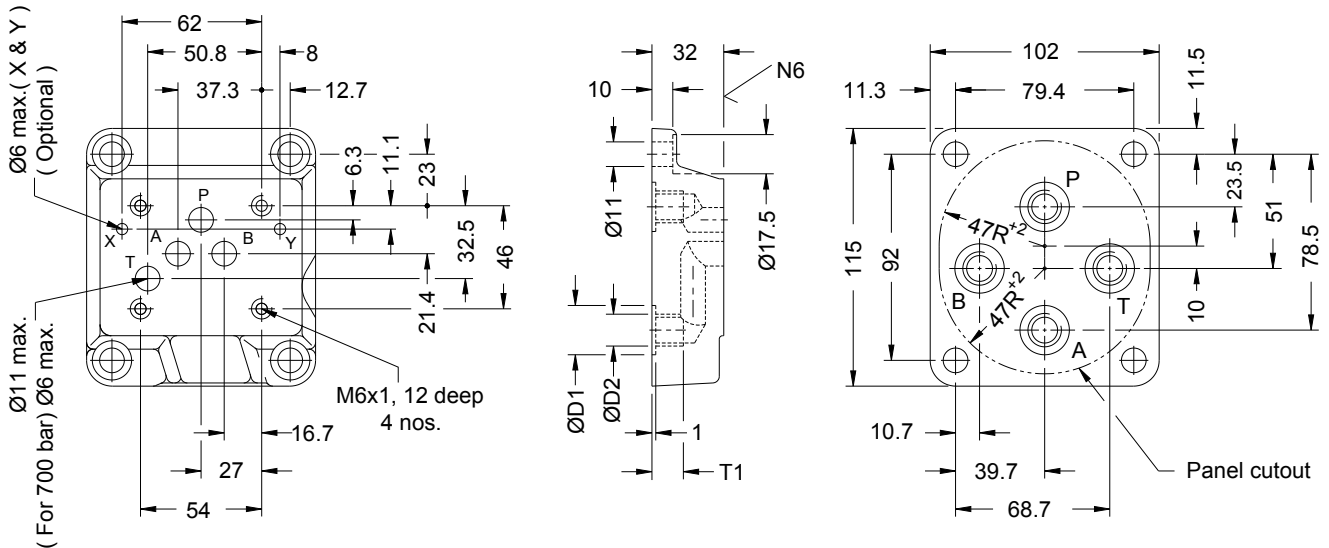 62
50.8
8
37.3
12.7
Ø6 max.( X & Y )
( Optional )
6.3
11.1
23
32.5
46
21.4
P
X
A
B
Y
T
Ø11 max.
( For 700 bar) Ø6 max.
M6x1, 12 deep
4 nos.
16.7
27
54
32
10
N6
Ø11
Ø17.5
ØD1
ØD2
1
T1
102
11.3
79.4
11.5
115
92
47R+2
47R+2
P
B
T
A
23.5
51
78.5
10
10.7
39.7
68.7
Panel cutout